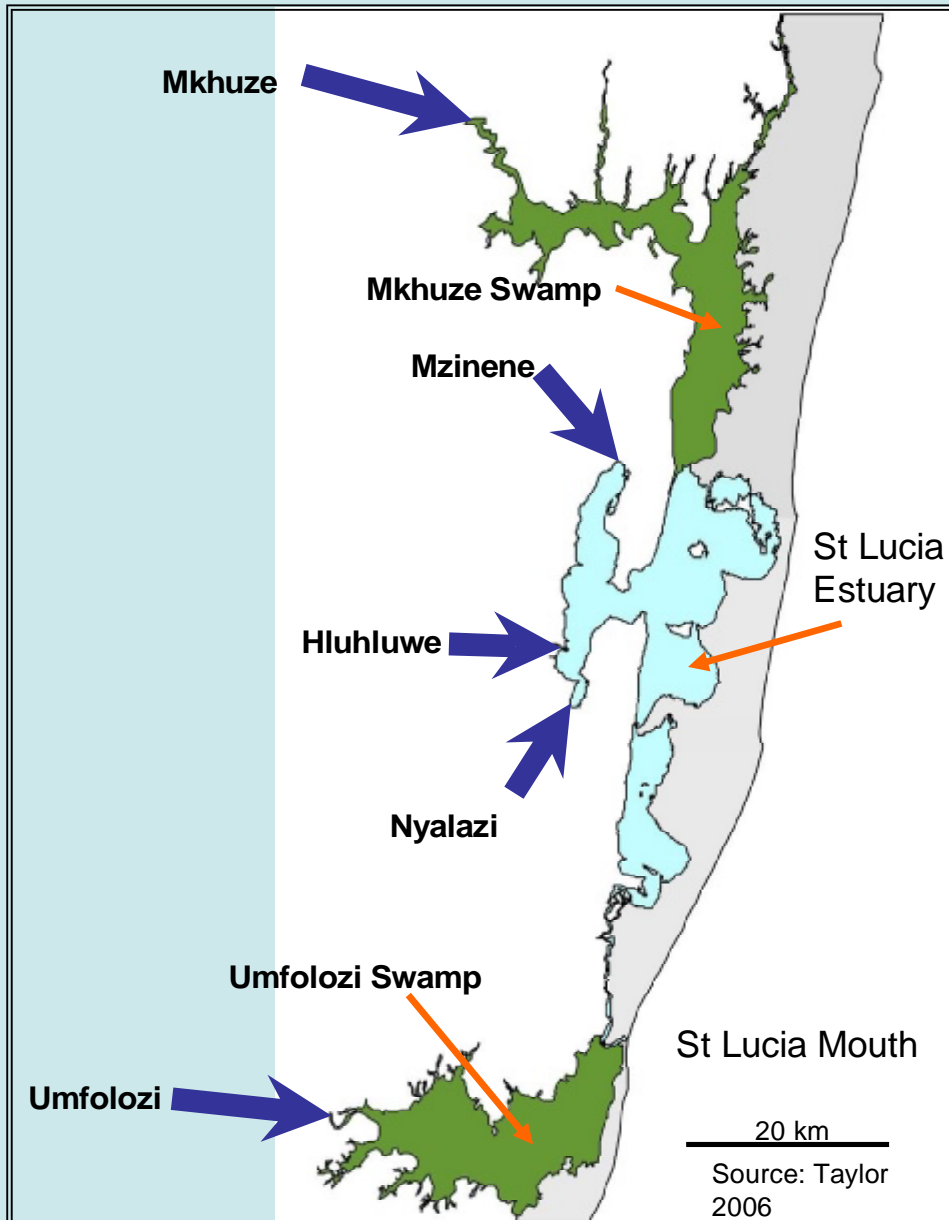 Mkhuze
Mkhuze Swamp
Mzinene
St Lucia
Estuary
Hluhluwe
Nyalazi
Umfolozi Swamp
St Lucia Mouth
Umfolozi
20 km
Source: Taylor
2006